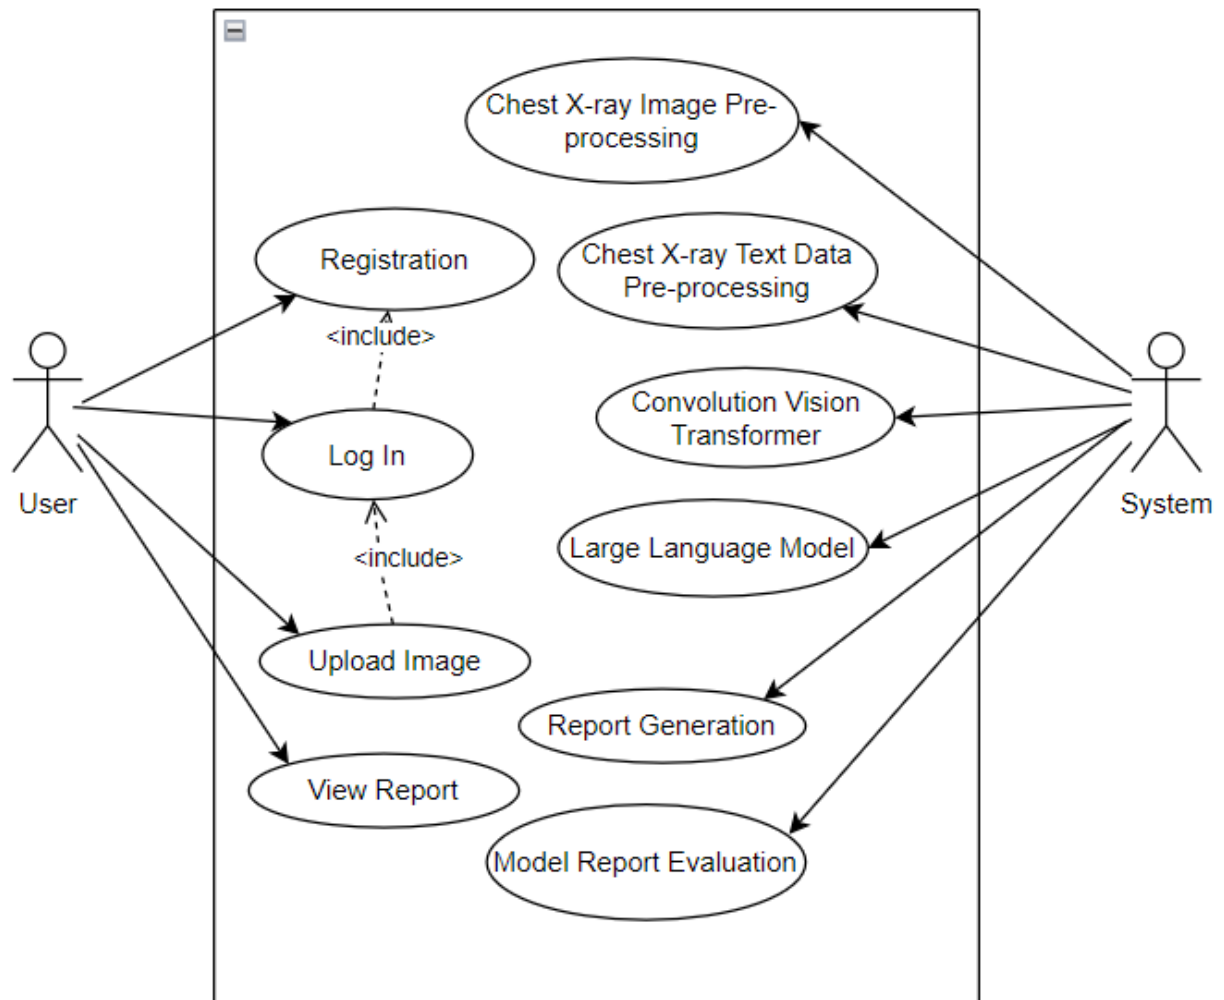 Chest X-ray Image Pre-
processing
Registration
Chest X-ray Text Data
Pre-processing
<include>
Convolution Vision
Transformer
Log In
User
System
Large Language Model
<include>
Upload Image
Report Generation
View Report
Model Report Evaluation